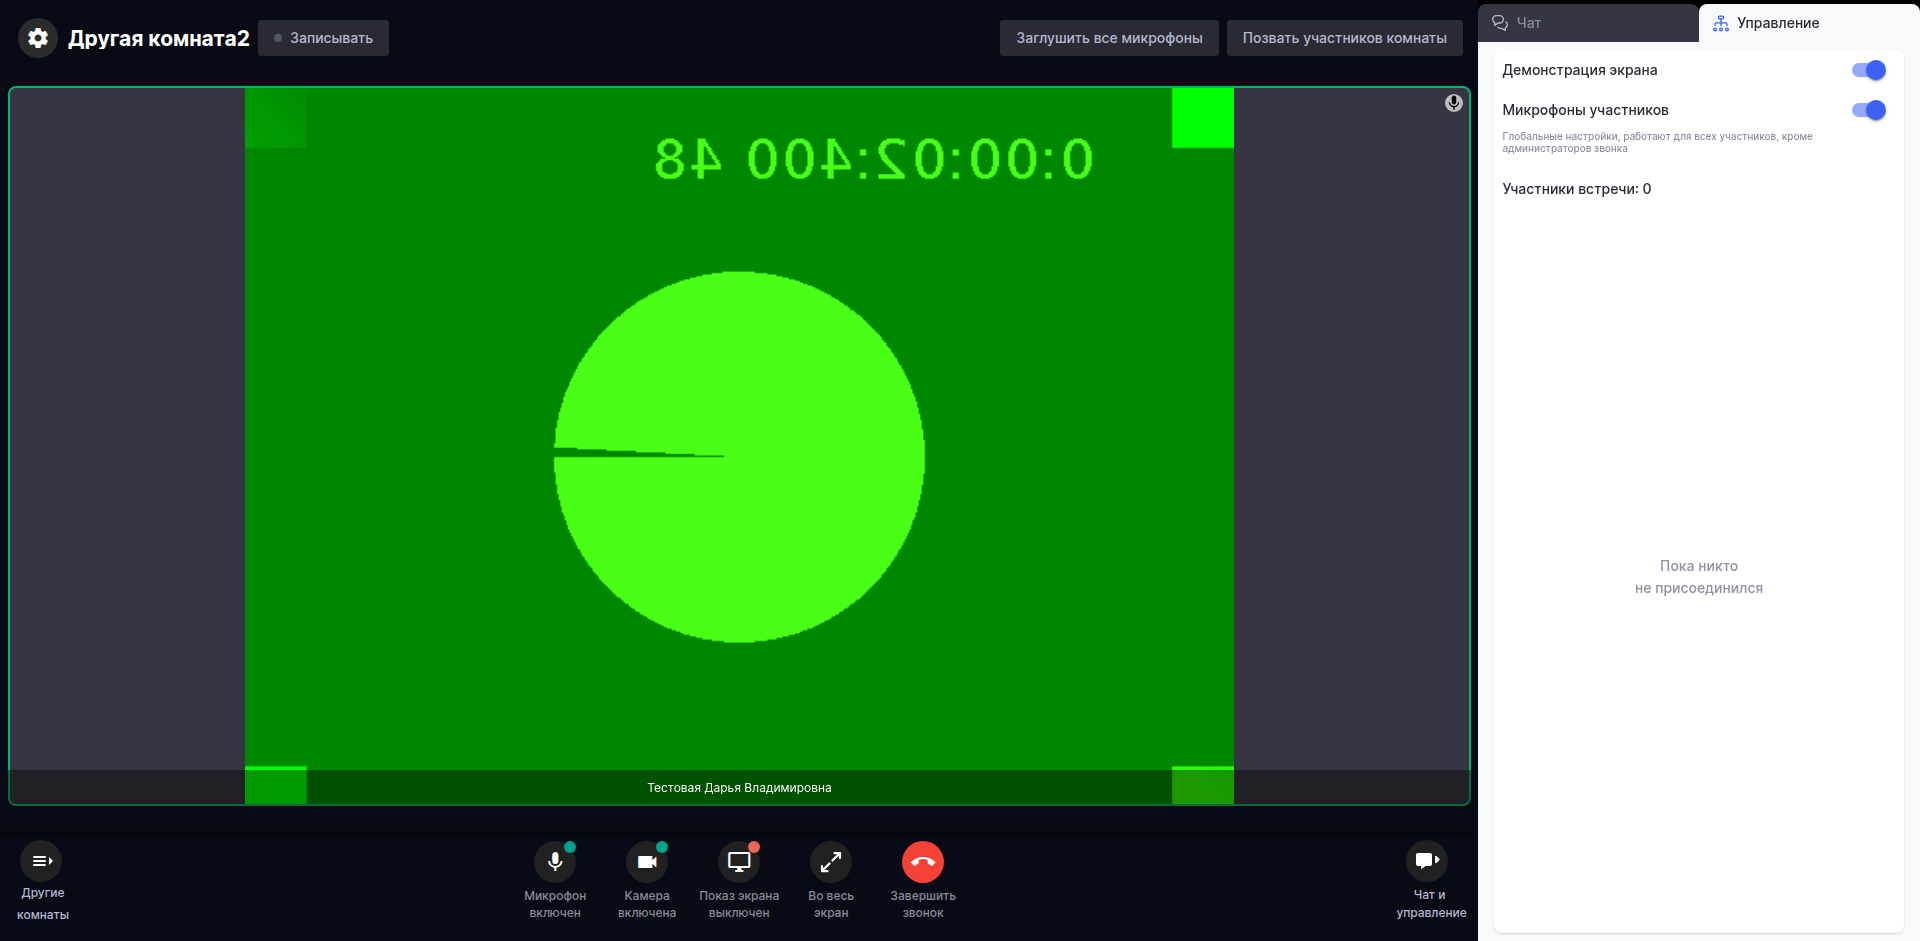 Другая комната2
Записывать
Заглушить все микрофоны
Позвать участников комнаты
Чат
Управление
0:00:02:400 48
Тестовая Дарья Владимировна
Демонстрация экрана
Микрофоны участников
Глобальные настройки, работают для всех участников, кроме
администраторов звонка
Участники встречи: 0
Пока никто
не присоединился
Другие
комнаты
Микрофон
включен
Камера
включена
Показ экрана
выключен
Во весь
экран
Завершить
звонок
Чат и
управление